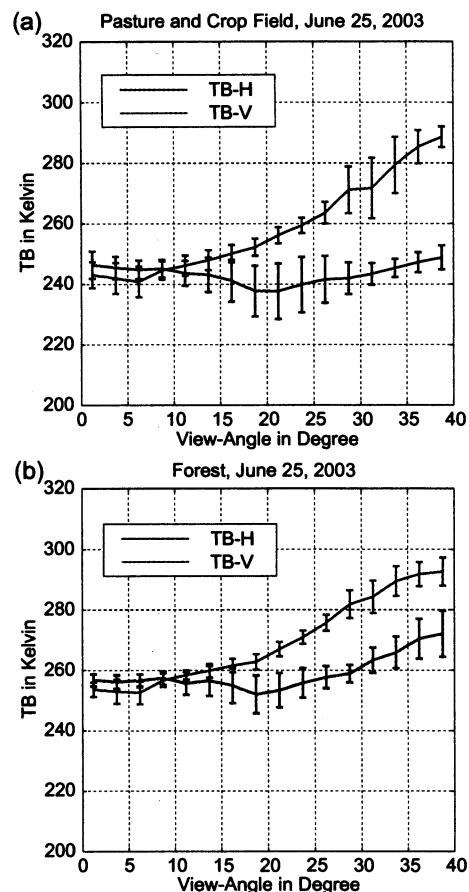 (a)
Pasture and Crop Field, June 25, 2003
TB-H
TB-V
TB in Kelvin
320
300
280
260
240
220
200
0 5 10 15 20 25 30 35 40
View-Angle in Degree
(b)
Forest, June 25, 2003
TB-H
TB-V
TB in Kelvin
320
300
280
260
240
220
200
0 5 10 15 20 25 30 35 40
View-Angle in Degree